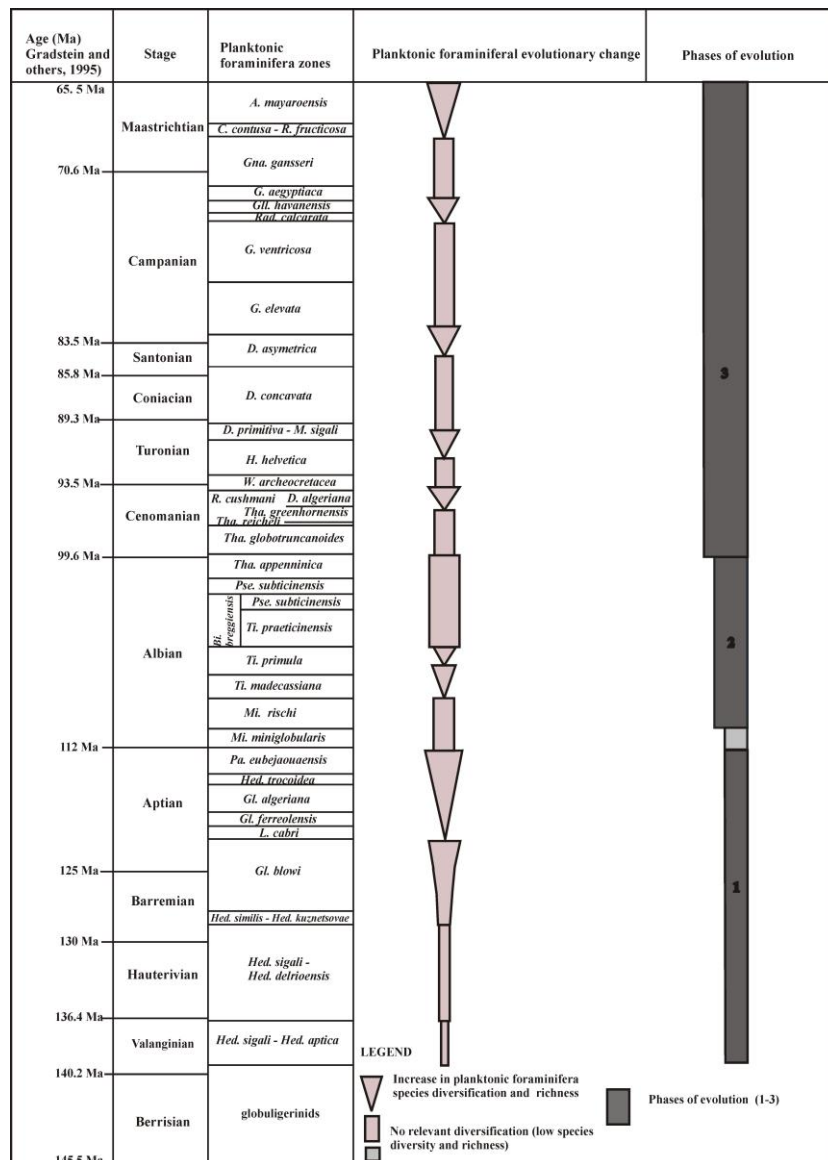 Age (Ma)
Gradstein and
others, 1995)
Stage
Planktonic
foraminifera zones
Planktonic foraminiferal evolutionary change
Phases of evolution
65. 5 Ma
Maastrichtian
70.6 Ma
Campanian
83.5 Ma
Santonian
85.8 Ma
Coniacian
89.3 Ma
Turonian
93.5 Ma
Cenomanian
99.6 Ma
Albian
112 Ma
Aptian
125 Ma
Barremian
130 Ma
Hauterivian
136.4 Ma
Valanginian
140.2 Ma
Berrisian
145.5 Ma
A. mayaroensis
C. contusa - R. fructicosa
Gna. gansseri
G. aegyptiaca
Gll. havanensis
Rad. calcarata
G. ventricosa
G. elevata
D. asymetrica
D. concavata
D. primitiva - M. sigali
H. helvetica
W. archeocretacea
R. cushmani
D. algeriana
Tha. greenhornensis
Tha. reicheli
Tha. globotruncanoides
Tha. appenninica
Pse. subticinensis
Bi. breggiensis
Pse. subticinensis
Ti. praeticinensis
Ti. primula
Ti. madecassiana
Mi. rischi
Mi. miniglobularis
Pa. eubejaouaensis
Hed. trocoidea
Gl. algeriana
Gl. ferreolensis
L. cabri
Gl. blowi
Hed. similis - Hed. kuznetsovae
Hed. sigali -
Hed. delrioensis
Hed. sigali - Hed. aptica
globuligerinids
3
2
1
LEGEND
Increase in planktonic foraminifera
species diversification and richness
No relevant diversification (low species
diversity and richness)
Phases of evolution (1-3)